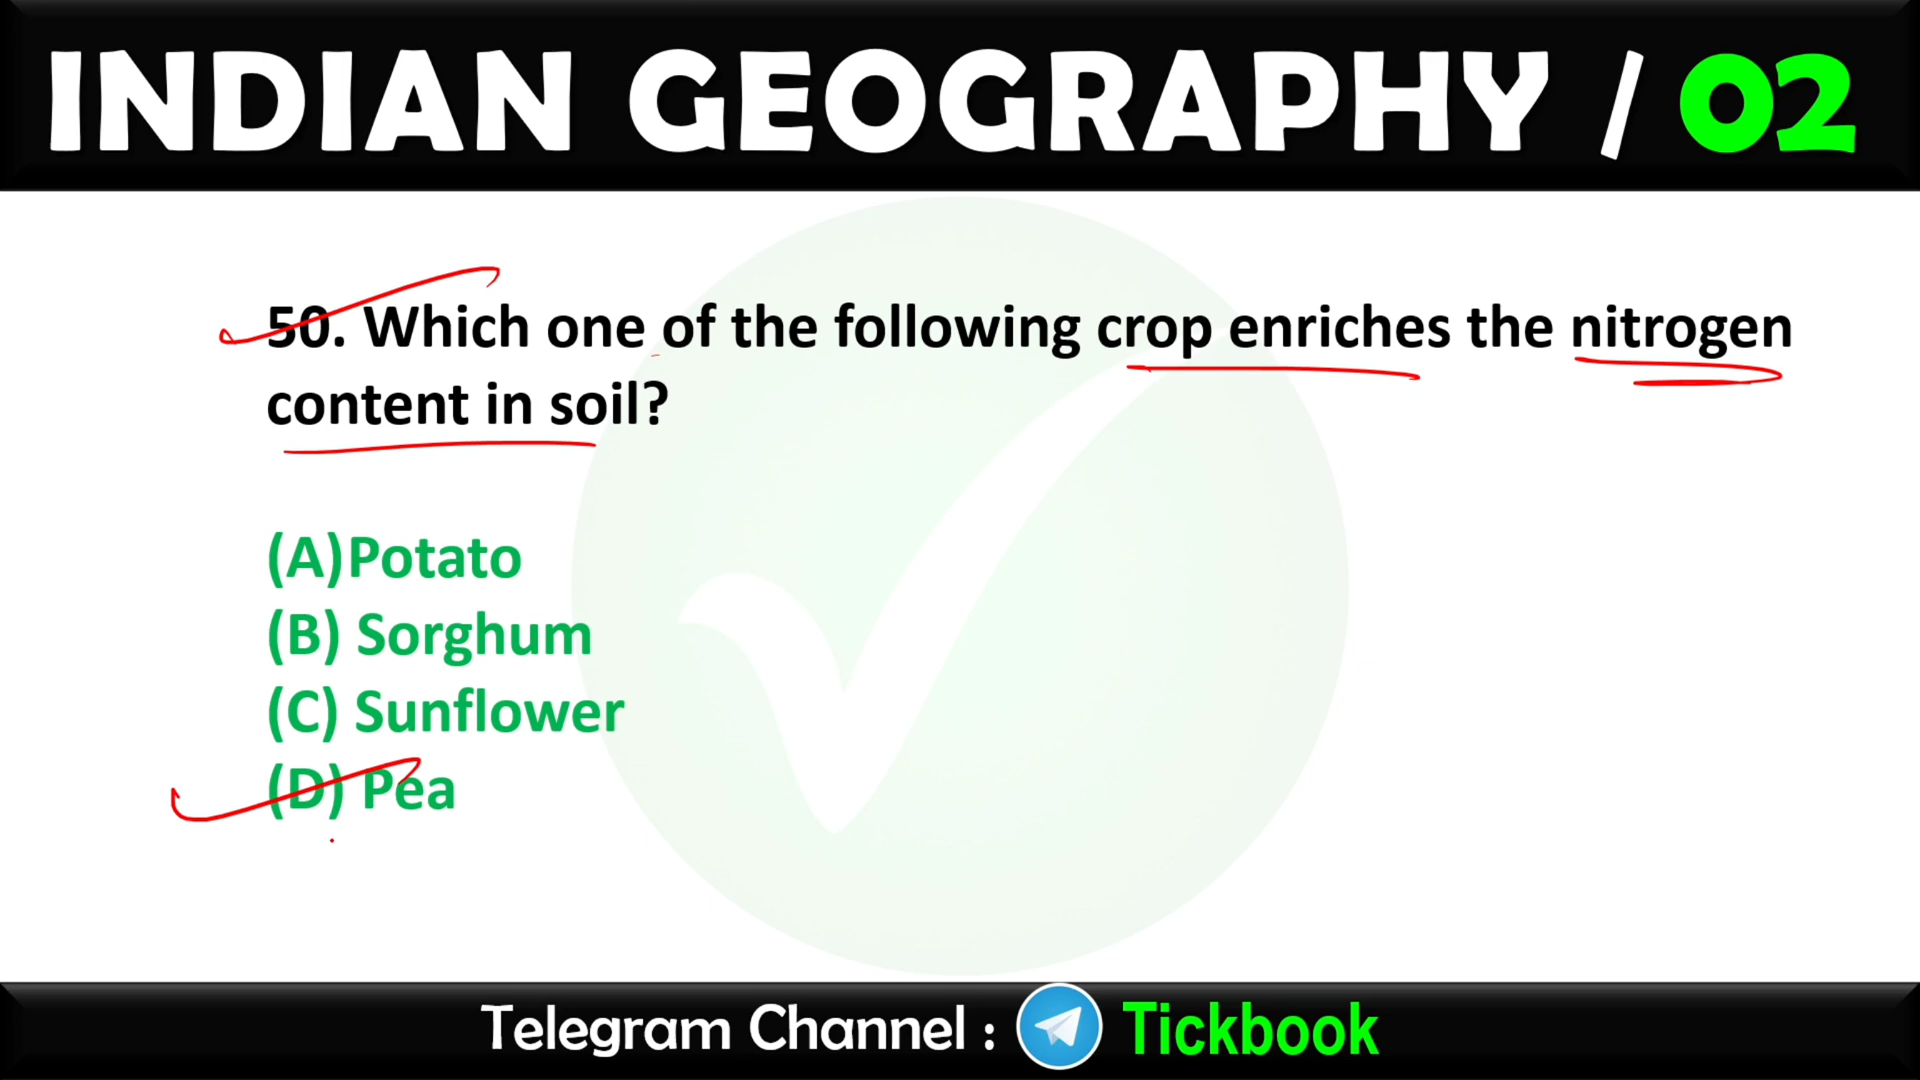 INDIAN GEOGRAPHY / 02
50. Which one of the following crop enriches the nitrogen
content in soil?
(A)Potato
(B) Sorghum
(C) Sunflower
(D) Pea
Telegram Channel : Tickbook